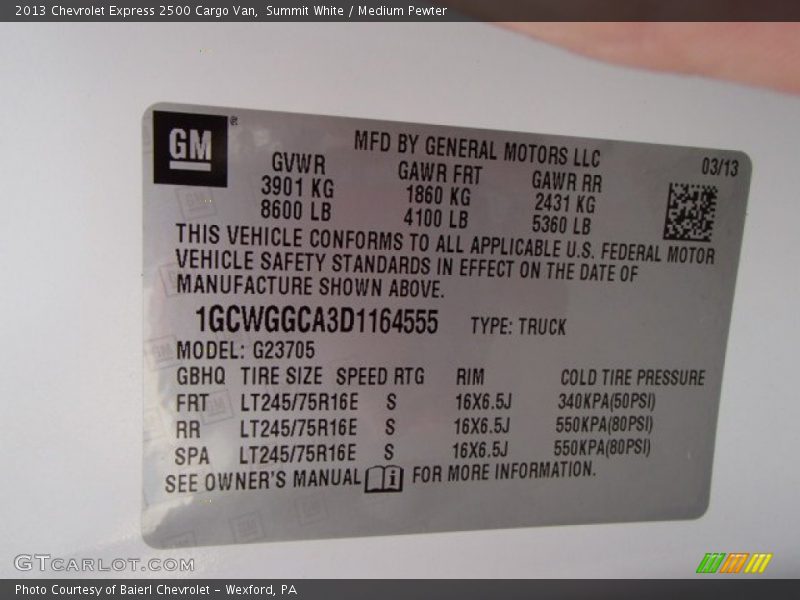 2013 Chevrolet Express 2500 Cargo Van,  Summit White / Medium Pewter
GM®
MFD BY GENERAL MOTORS LLC
03/13
GVWR GAWR FRT GAWR RR
3901 KG 1860 KG 2431 KG
8600 LB 4100 LB 5360 LB
THIS VEHICLE CONFORMS TO ALL APPLICABLE U.S. FEDERAL MOTOR
VEHICLE SAFETY STANDARDS IN EFFECT ON THE DATE OF
MANUFACTURE SHOWN ABOVE.
1GCWGGCA3D1164555 TYPE: TRUCK
MODEL: G23705
GBHQ TIRE SIZE SPEED RTG RIM COLD TIRE PRESSURE
FRT LT245/75R16E S 16X6.5J 340KPA(50PSI)
RR LT245/75R16E S 16X6.5J 550KPA(80PSI)
SPA LT245/75R16E S 16X6.5J 550KPA(80PSI)
SEE OWNER'S MANUAL i FOR MORE INFORMATION.
GTCARLOT.COM
Photo Courtesy of Baierl Chevrolet - Wexford, PA